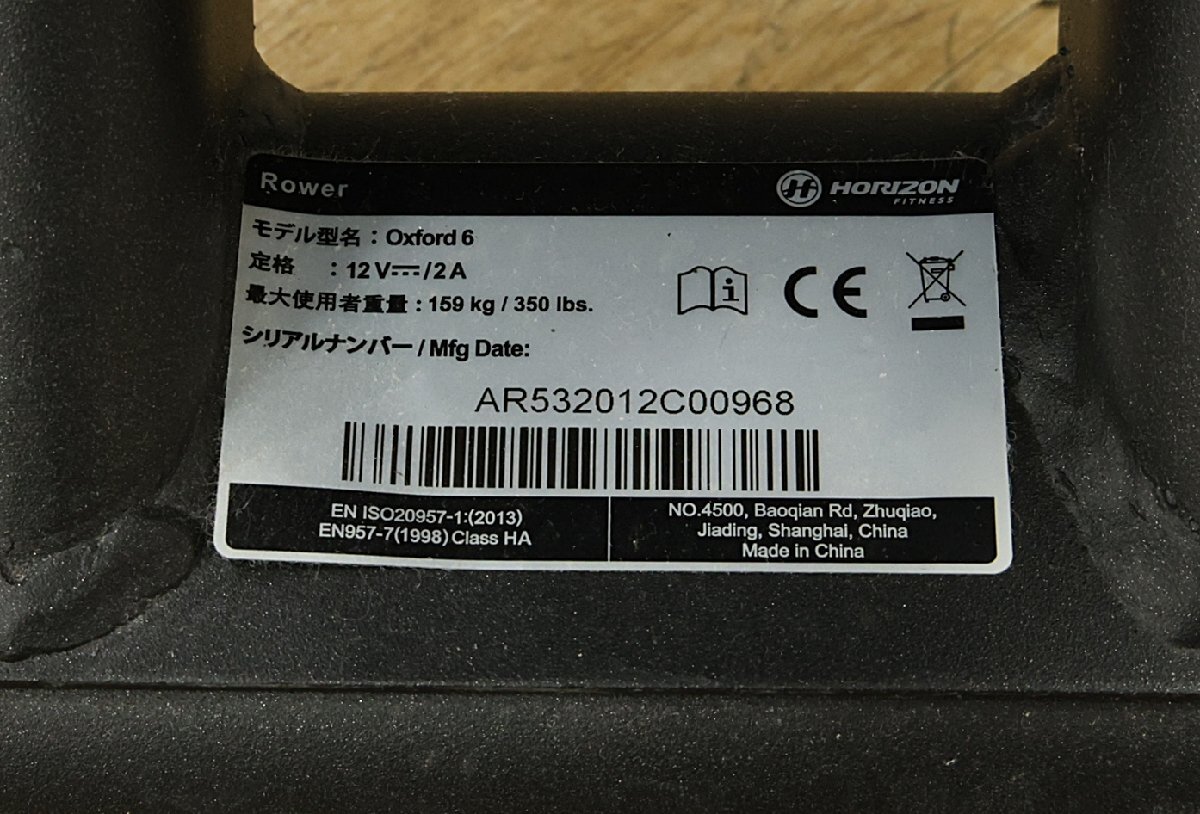 Rower
HORIZON
FITNESS
モデル型名：Oxford 6
定格　：12 V⎓/2 A
最大使用者重量：159 kg / 350 lbs.
シリアルナンバー / Mfg Date:
AR532012C00968
EN ISO20957-1:(2013)
EN957-7(1998) Class HA
NO.4500, Baoqian Rd, Zhuqiao,
Jiading, Shanghai, China
Made in China